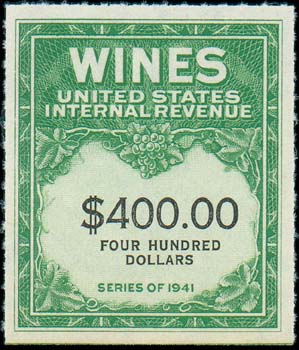 WINES
UNITED STATES
INTERNAL REVENUE
$400.00
FOUR HUNDRED
DOLLARS
SERIES OF 1941